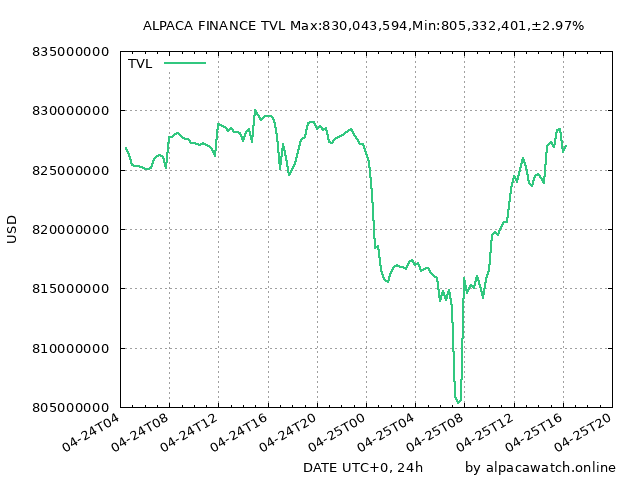 ALPACA FINANCE TVL Max:830,043,594,Min:805,332,401,±2.97%
TVL
835000000
830000000
825000000
820000000
815000000
810000000
805000000
USD
04-24T04
04-24T08
04-24T12
04-24T16
04-24T20
04-25T00
04-25T04
04-25T08
04-25T12
04-25T16
04-25T20
DATE UTC+0, 24h
by alpacawatch.online